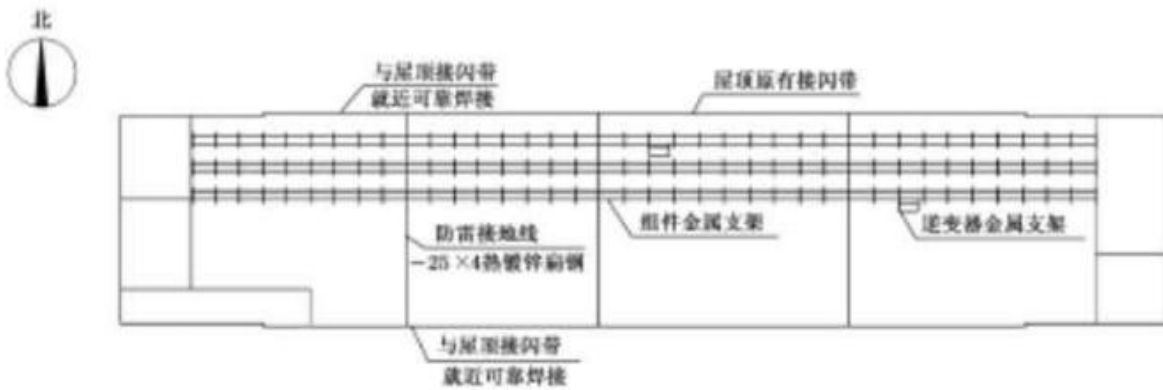 北
与屋顶接闪带
就近可靠焊接
屋顶原有接闪带
防雷接地线
-25×4热镀锌扁钢
组件金属支架
逆变器金属支架
与屋顶接闪带
就近可靠焊接